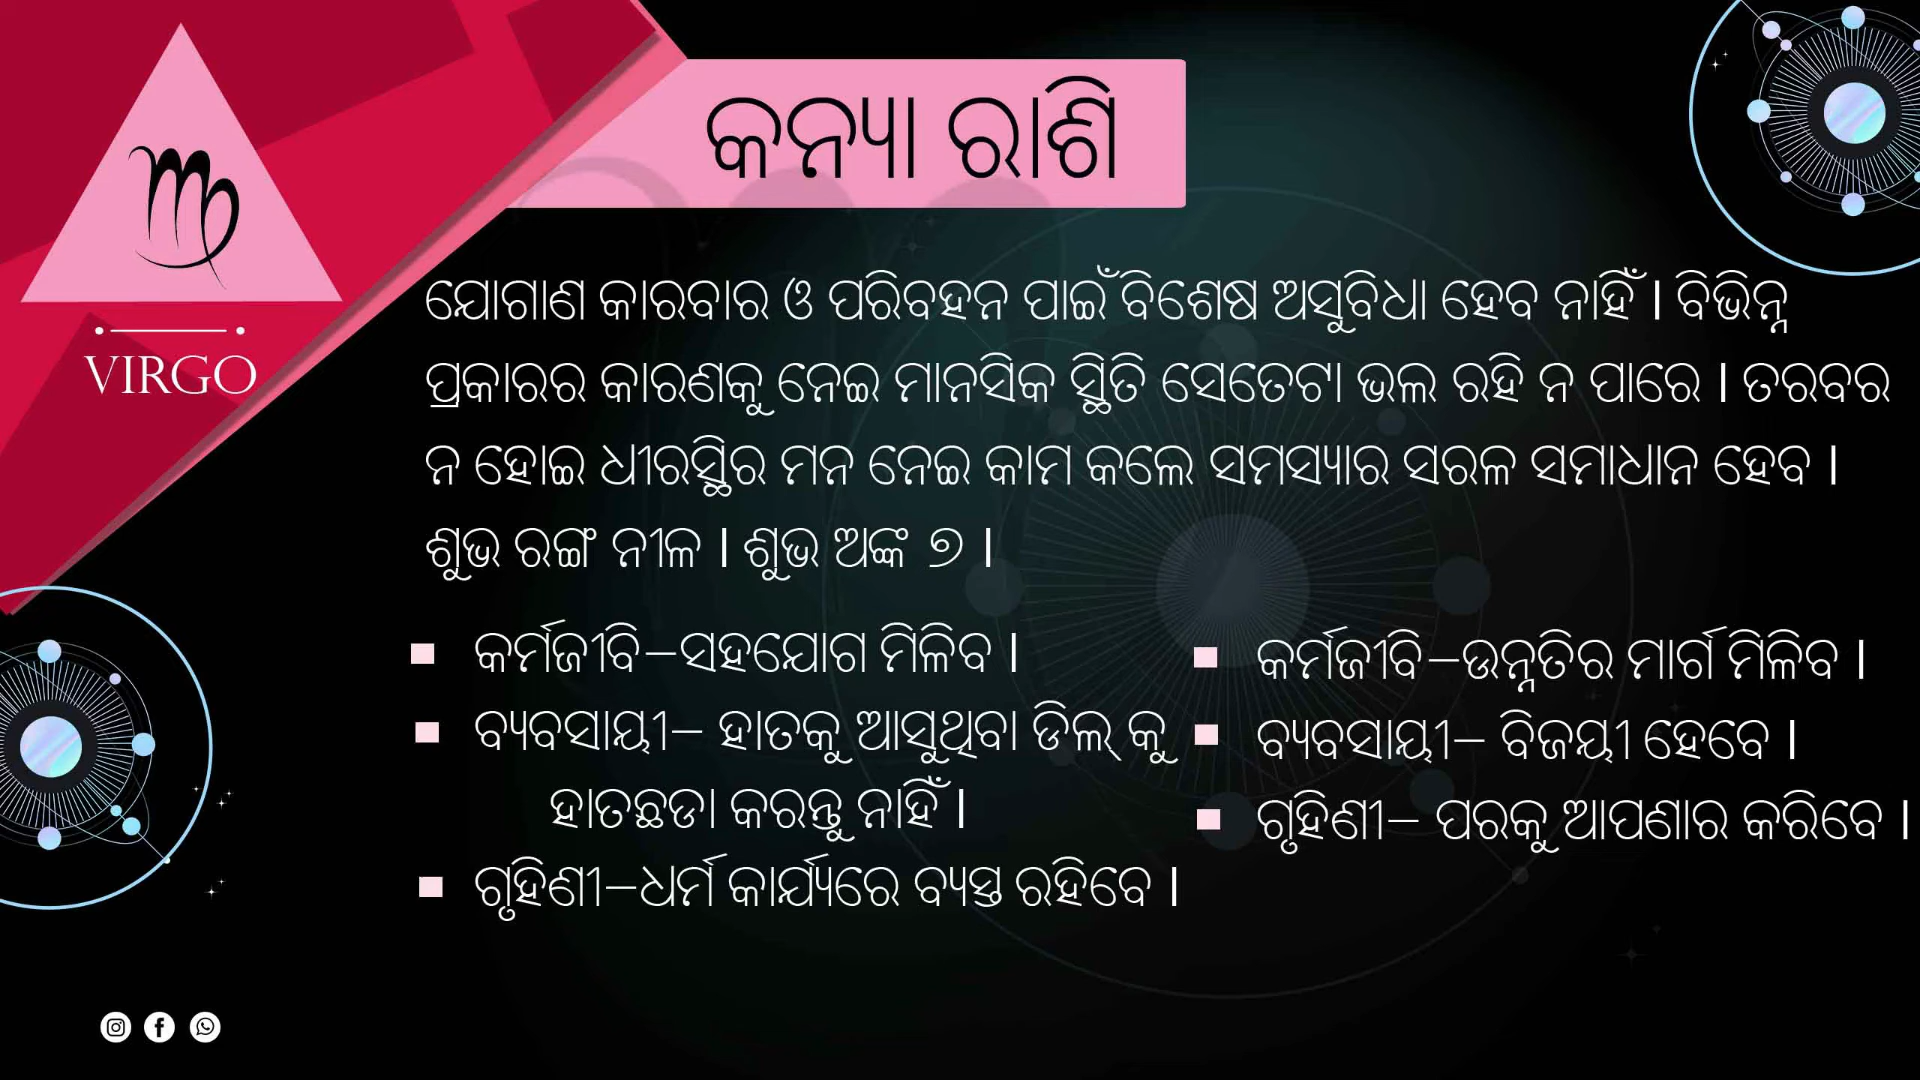 କନ୍ୟା ରାଶି
VIRGO
ଯୋଗାଣ କାରବାର ଓ ପରିବହନ ପାଇଁ ବିଶେଷ ଅସୁବିଧା ହେବ ନାହିଁ । ବିଭିନ୍ନ
ପ୍ରକାରର କାରଣକୁ ନେଇ ମାନସିକ ସ୍ଥିତି ସେତେଟା ଭଲ ରହି ନ ପାରେ । ତରବର
ନ ହୋଇ ଧୀରସ୍ଥିର ମନ ନେଇ କାମ କଲେ ସମସ୍ୟାର ସରଳ ସମାଧାନ ହେବ ।
ଶୁଭ ରଙ୍ଗ ନୀଳ । ଶୁଭ ଅଙ୍କ ୭ ।
କର୍ମଜୀବି–ସହଯୋଗ ମିଳିବ ।
ବ୍ୟବସାୟୀ– ହାତକୁ ଆସୁଥିବା ଡିଲ୍ କୁ
ହାତଛଡା କରନ୍ତୁ ନାହିଁ ।
ଗୃହିଣୀ–ଧର୍ମ କାର୍ଯ୍ୟରେ ବ୍ୟସ୍ତ ରହିବେ ।
କର୍ମଜୀବି–ଉନ୍ନତିର ମାର୍ଗ ମିଳିବ ।
ବ୍ୟବସାୟୀ– ବିଜୟୀ ହେବେ ।
ଗୃହିଣୀ– ପରକୁ ଆପଣାର କରିବେ ।